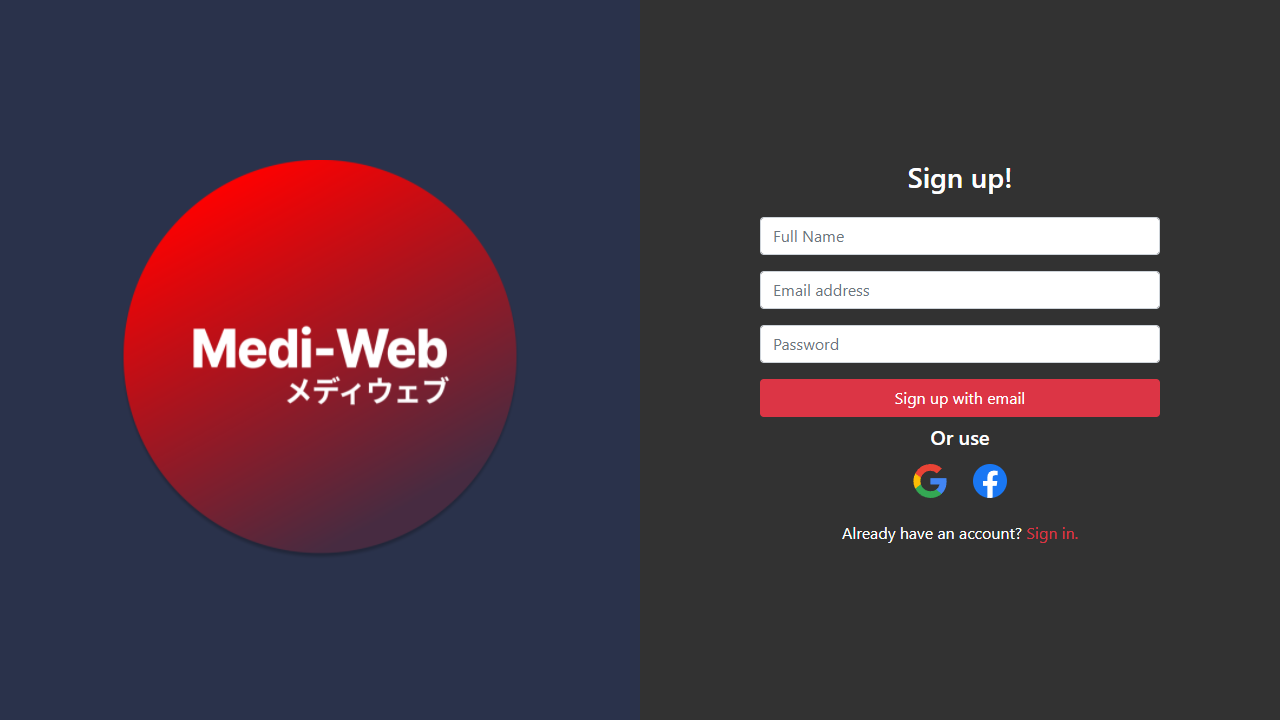 Medi-Web
メディウェブ
Sign up!
Full Name
Email address
Password
Sign up with email
Or use
Already have an account? Sign in.